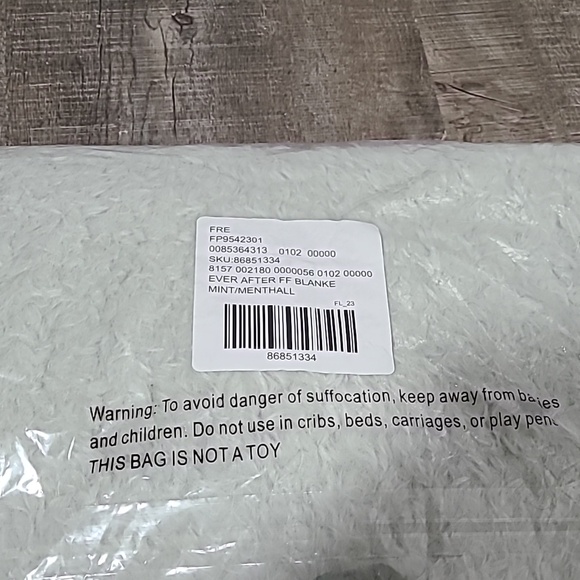 FRE
FP9542301
0085364313 0102 00000
SKU:86851334
8157 002180 0000056 0102 00000
EVER AFTER FF BLANKE
MINT/MENTHALL
FL_23
86851334
Warning: To avoid danger of suffocation, keep away from babies
and children. Do not use in cribs, beds, carriages, or play pens.
THIS BAG IS NOT A TOY